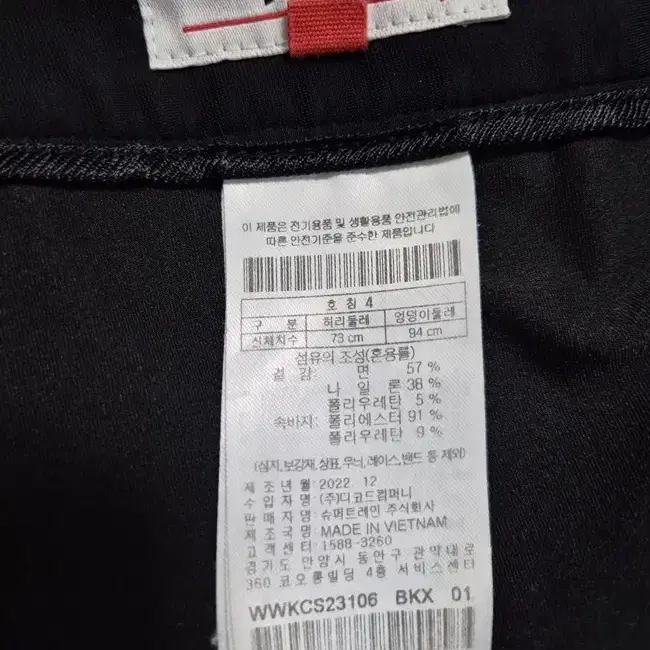 이 제품은 전기용품 및 생활용품 안전관리법에
따른 안전기준을 준수한 제품입니다
호 칭 4
구 분 허리둘레 엉덩이둘레
신체치수 73 cm 94 cm
섬유의 조성(혼용률)
겉 감: 면 57 %
나 일 론 38 %
폴리우레탄 5 %
속바지: 폴리에스터 91 %
폴리우레탄 9 %
(심지,보강재,상표,무늬,레이스,밴드 등 제외)
제 조년 월: 2022. 12
수 입 자 명: (주)디코드컴퍼니
판 매 자 명: 슈퍼트레인 주식회사
제 조 국 명: MADE IN VIETNAM
고 객 센 터: 1588-3260
경 기 도 안 양 시 동 안 구 관 악 대 로
360 코 오 롱 빌 딩 4 층 서 비 스 센 터
WWKCS23106 BKX 01